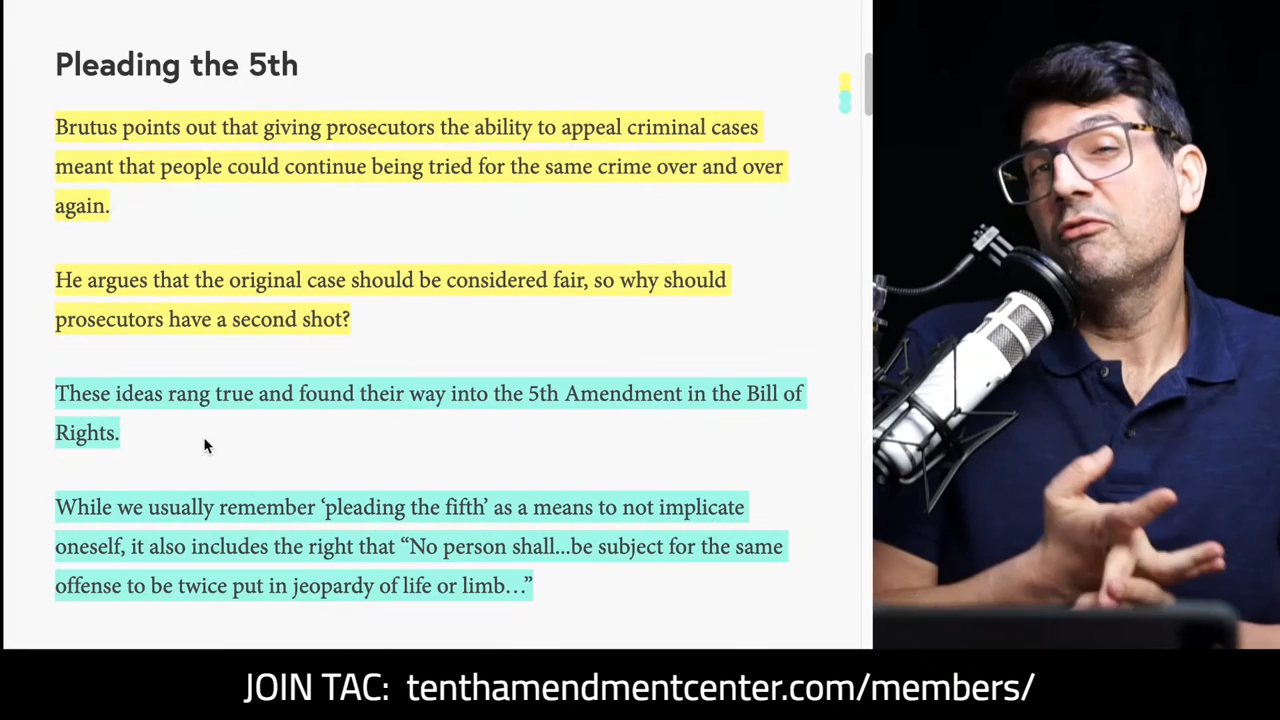 Pleading the 5th
Brutus points out that giving prosecutors the ability to appeal criminal cases
meant that people could continue being tried for the same crime over and over
again.
He argues that the original case should be considered fair, so why should
prosecutors have a second shot?
These ideas rang true and found their way into the 5th Amendment in the Bill of
Rights.
While we usually remember ‘pleading the fifth’ as a means to not implicate
oneself, it also includes the right that “No person shall...be subject for the same
offense to be twice put in jeopardy of life or limb…”
JOIN TAC: tenthamendmentcenter.com/members/